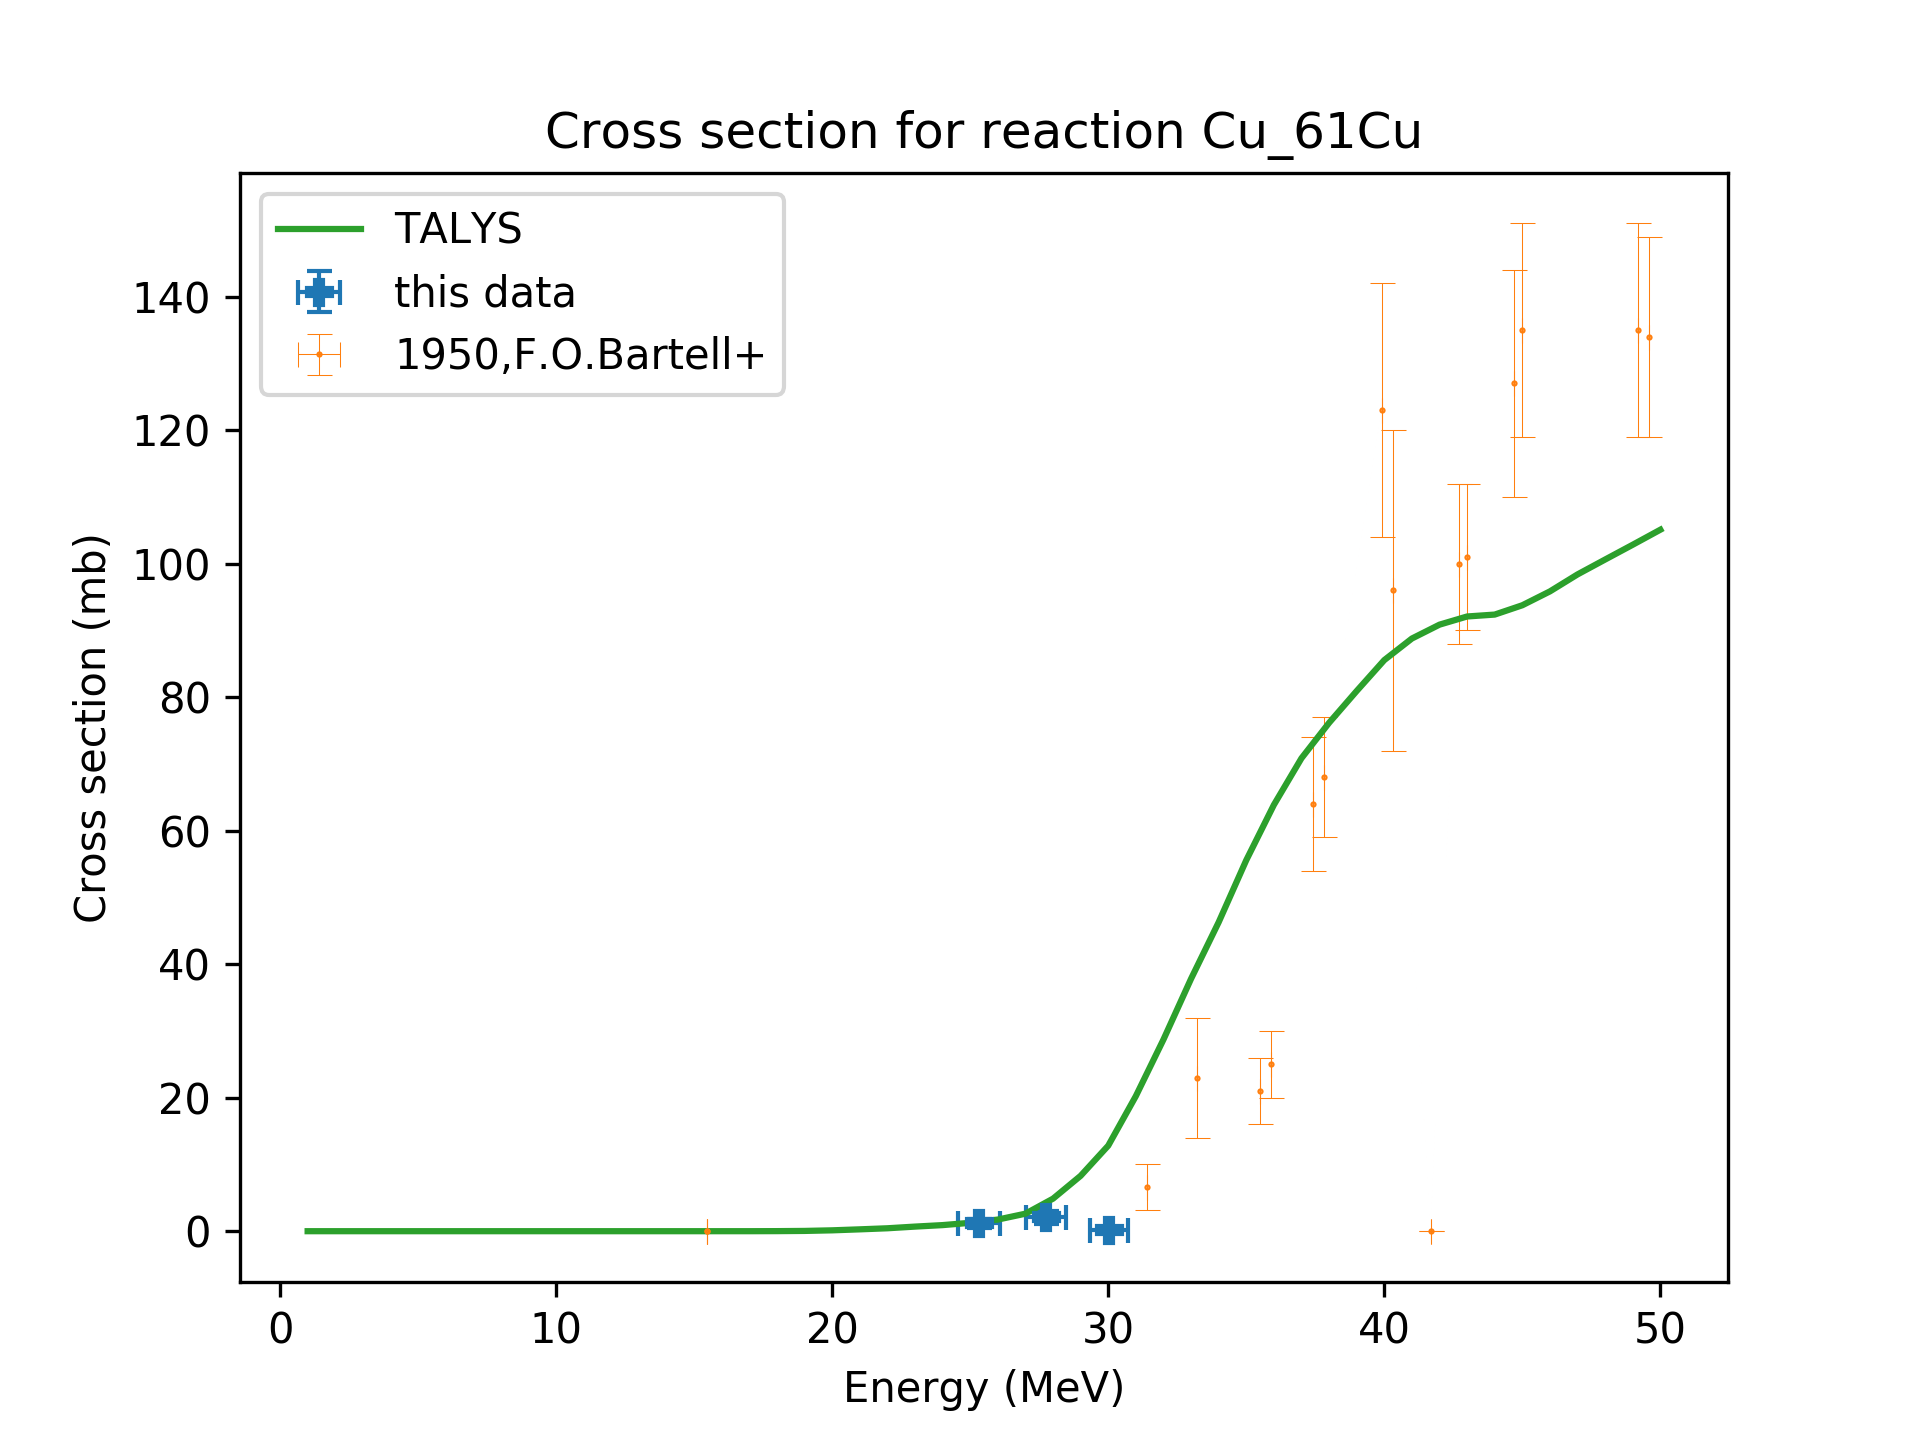 Cross section for reaction Cu_61Cu
TALYS
this data
1950,F.O.Bartell+
140
120
100
80
60
40
20
0
Cross section (mb)
0 10 20 30 40 50
Energy (MeV)